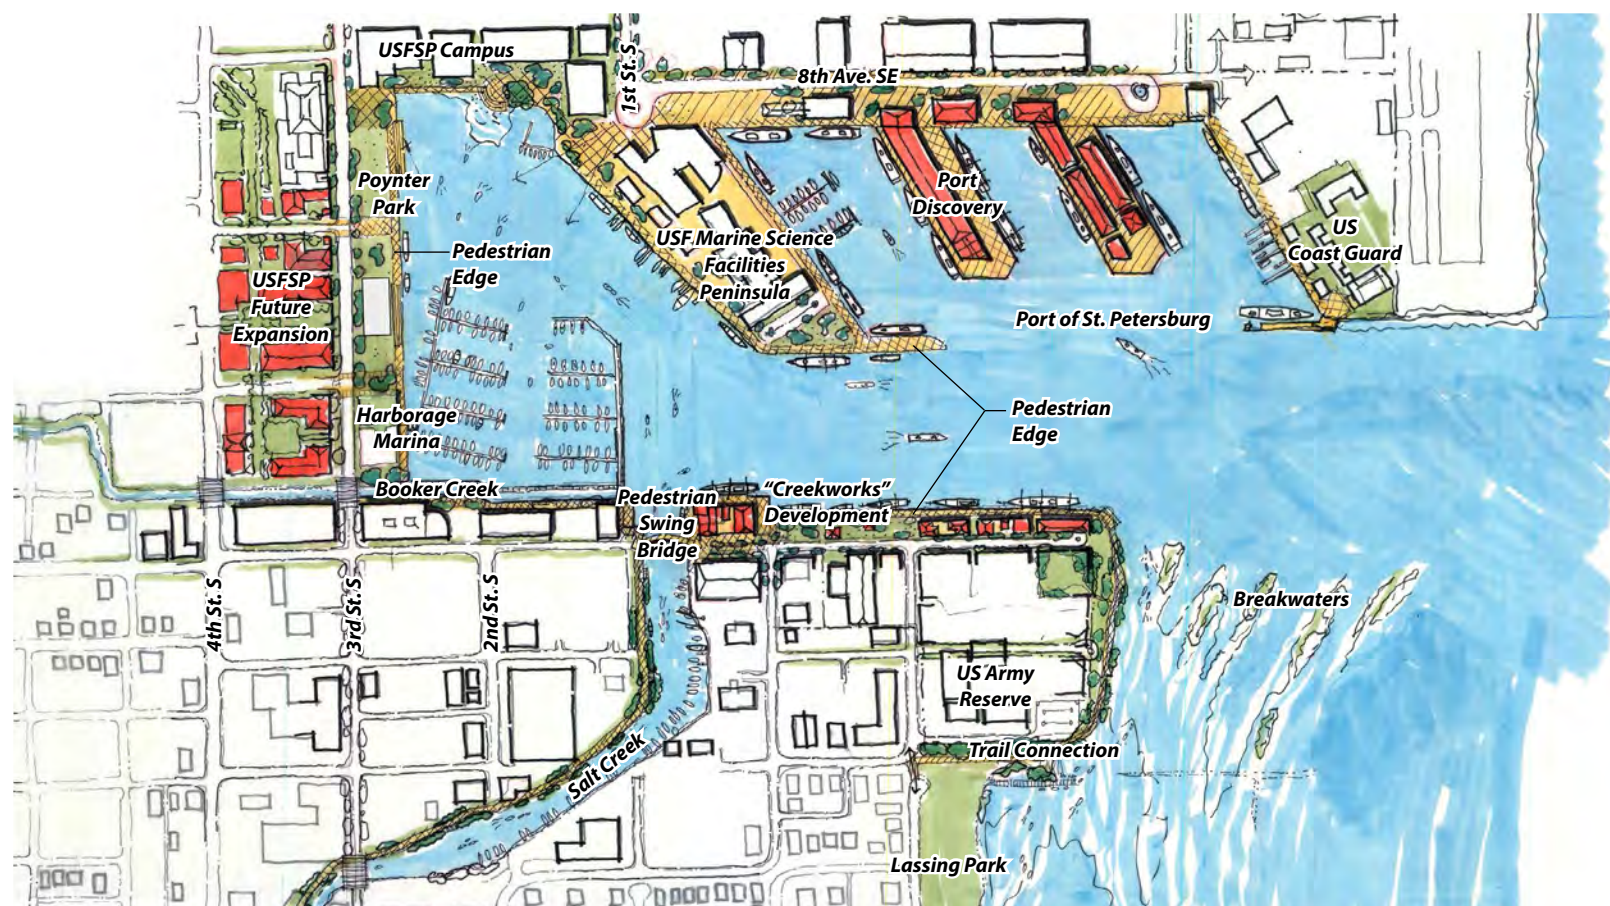 USFSP Campus
1st St. S
8th Ave. SE
Poynter
Park
Port
Discovery
US
Coast Guard
USF Marine Science
Facilities
Peninsula
Pedestrian
Edge
USFSP
Future
Expansion
Port of St. Petersburg
Harborage
Marina
Pedestrian
Edge
Booker Creek
Pedestrian
Swing
Bridge
“Creekworks”
Development
4th St. S
3rd St. S
2nd St. S
Breakwaters
US Army
Reserve
Salt Creek
Trail Connection
Lassing Park